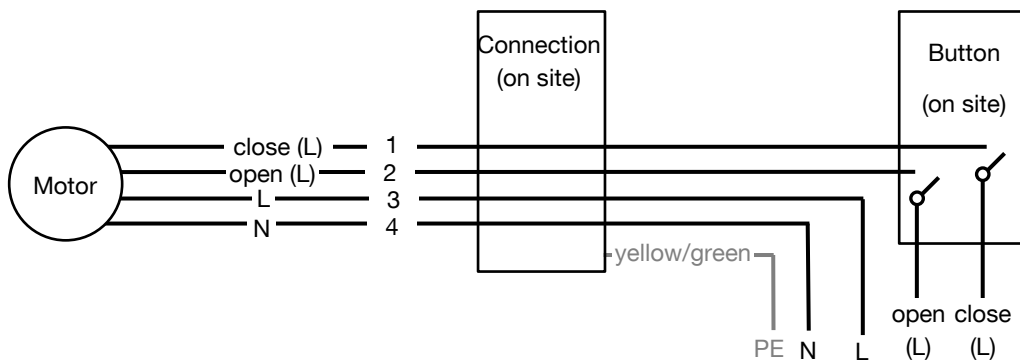 Connection
(on site)
Button
(on site)
Motor
close (L) 1
open (L) 2
L 3
N 4
yellow/green
PE N L
open close
(L) (L)